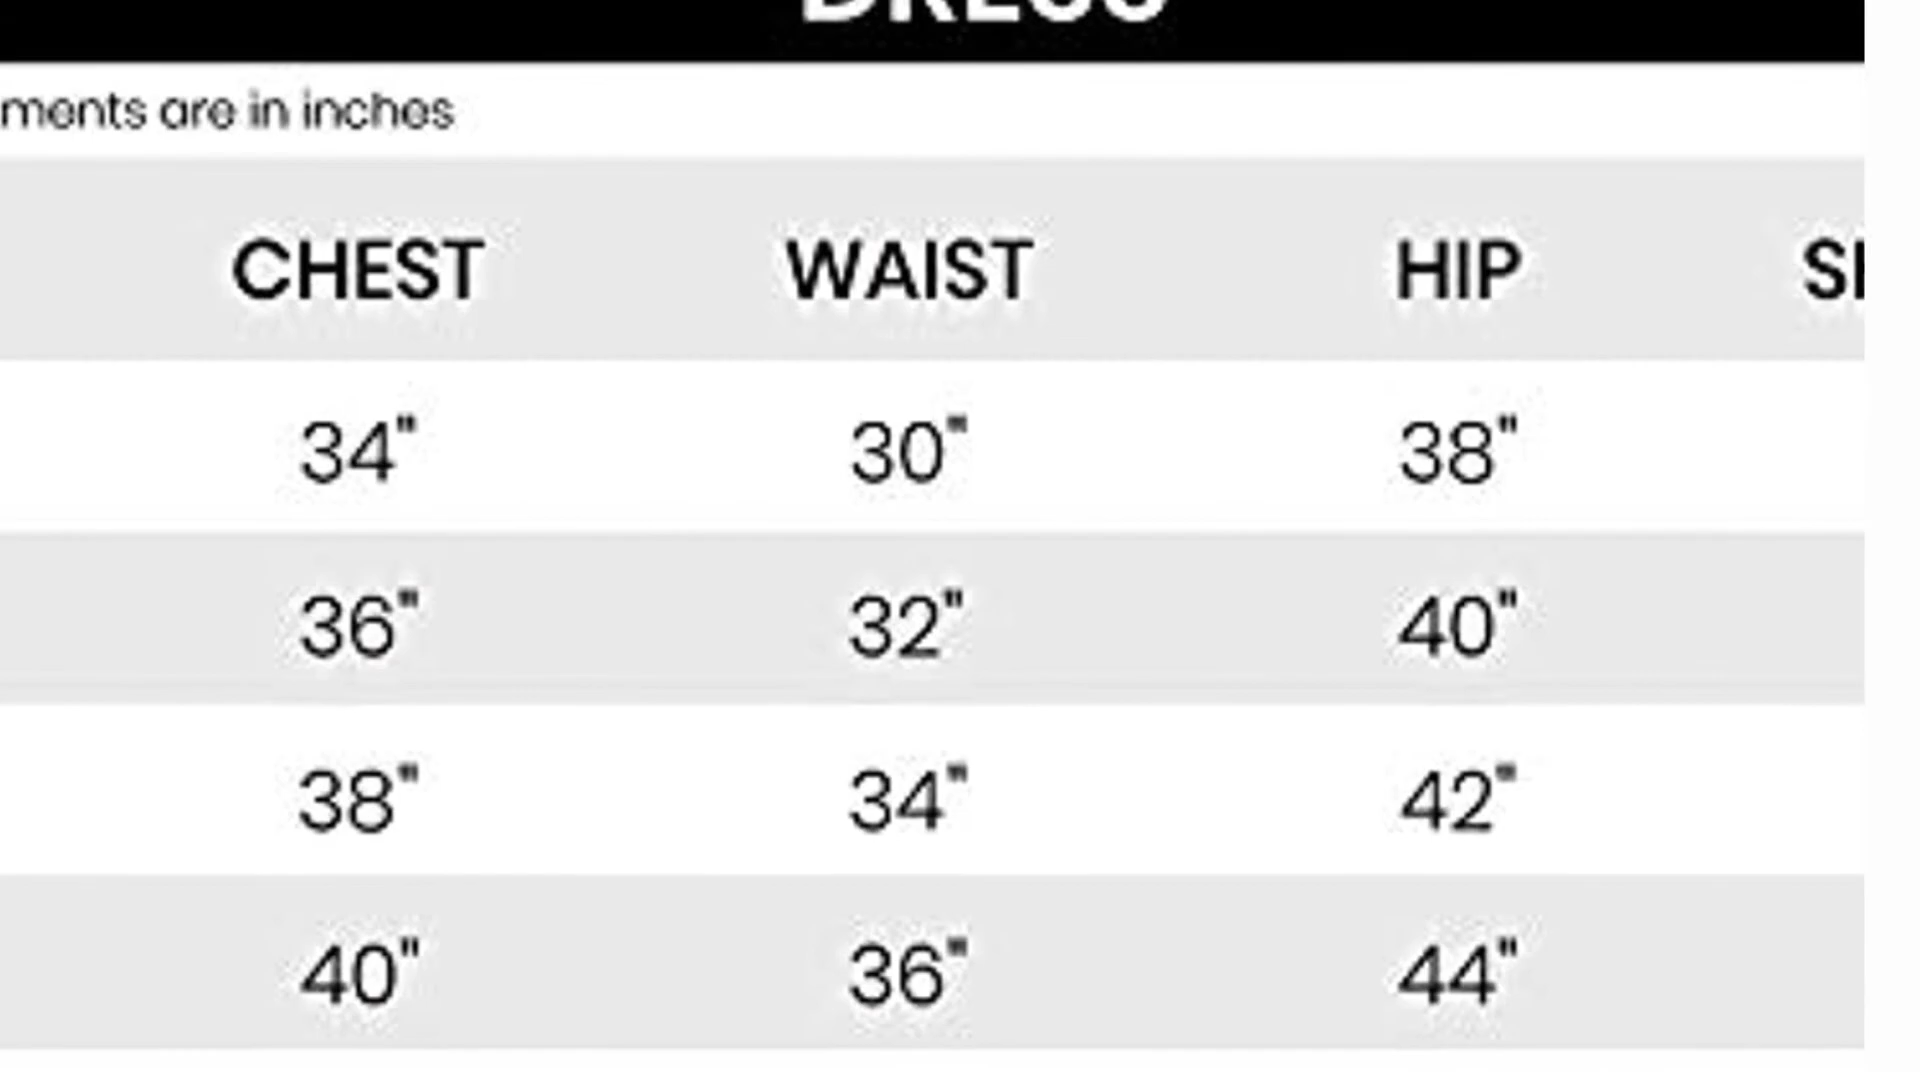 DRESS
ments are in inches
CHEST WAIST HIP
34" 30" 38"
36" 32" 40"
38" 34" 42"
40" 36" 44"